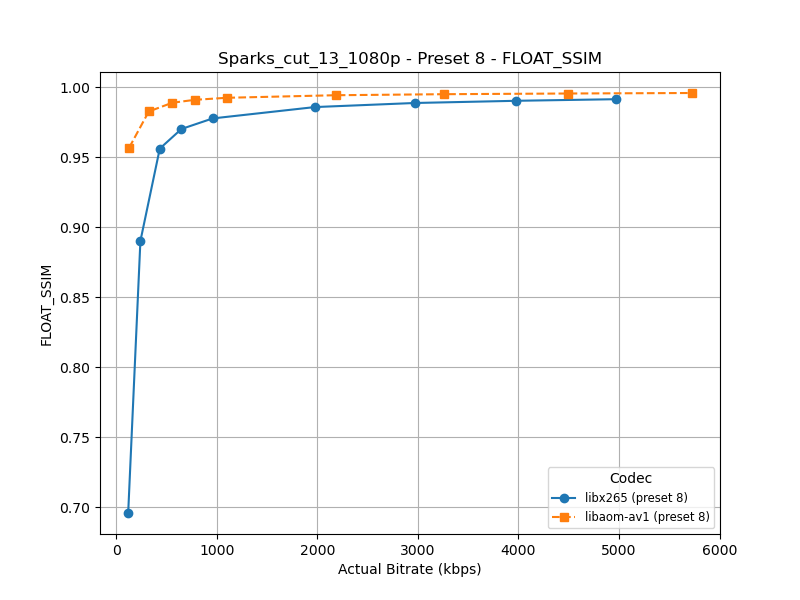 Sparks_cut_13_1080p - Preset 8 - FLOAT_SSIM
1.00
0.95
0.90
0.85
0.80
0.75
0.70
FLOAT_SSIM
0
1000
2000
3000
4000
5000
6000
Actual Bitrate (kbps)
Codec
libx265 (preset 8)
libaom-av1 (preset 8)